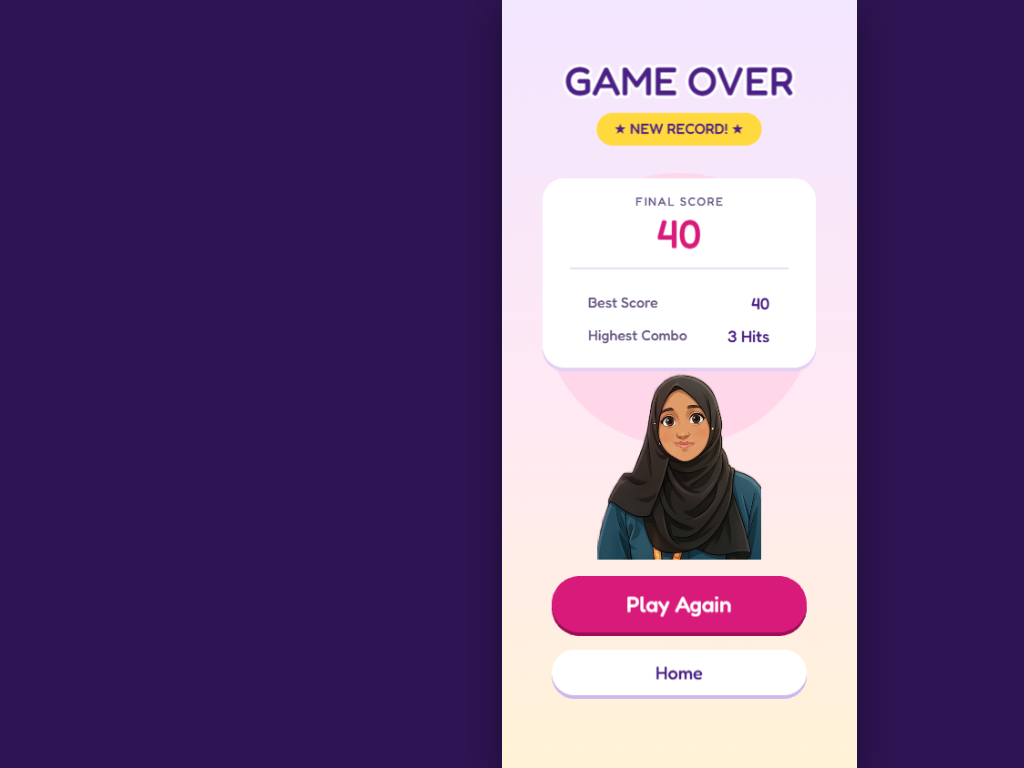 GAME OVER
★ NEW RECORD! ★
FINAL SCORE
40
Best Score 40
Highest Combo 3 Hits
Play Again
Home